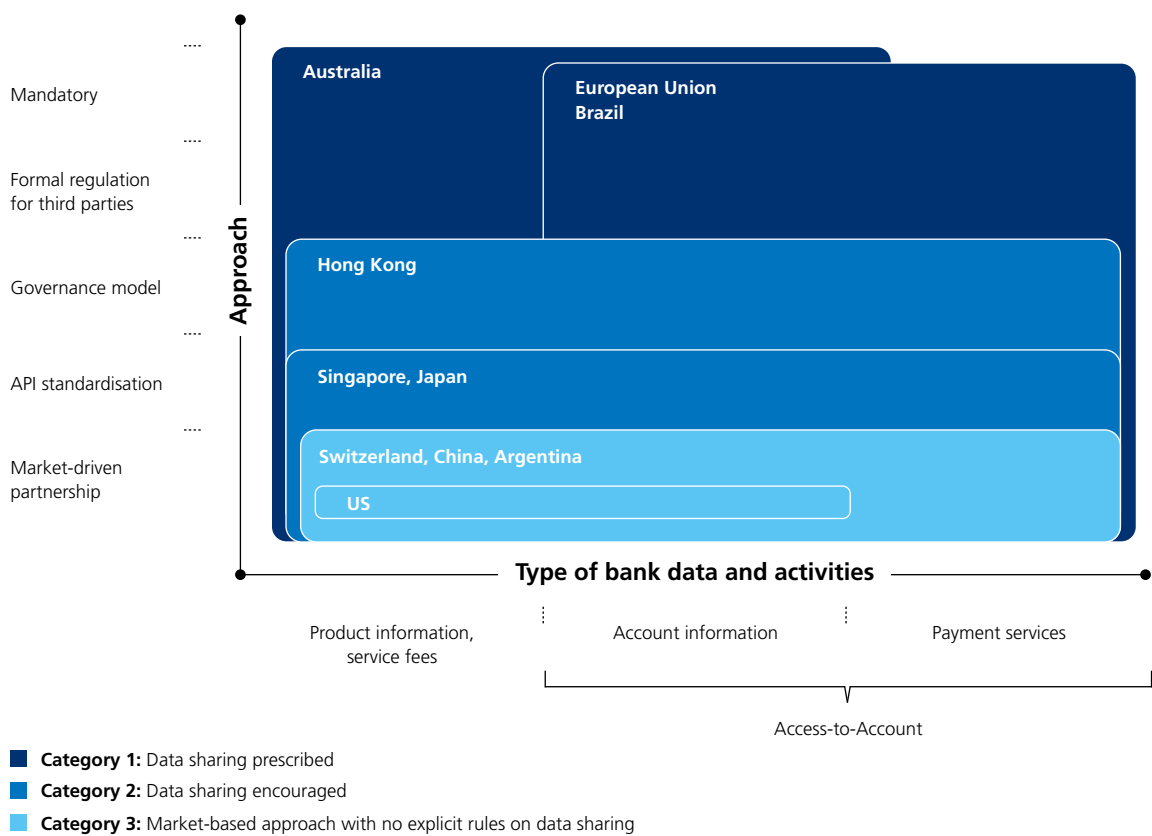 Mandatory
Formal regulation
for third parties
Governance model
API standardisation
Market-driven
partnership
Approach
Australia
European Union
Brazil
Hong Kong
Singapore, Japan
Switzerland, China, Argentina
US
Type of bank data and activities
Product information,
service fees
Account information
Payment services
Access-to-Account
Category 1: Data sharing prescribed
Category 2: Data sharing encouraged
Category 3: Market-based approach with no explicit rules on data sharing